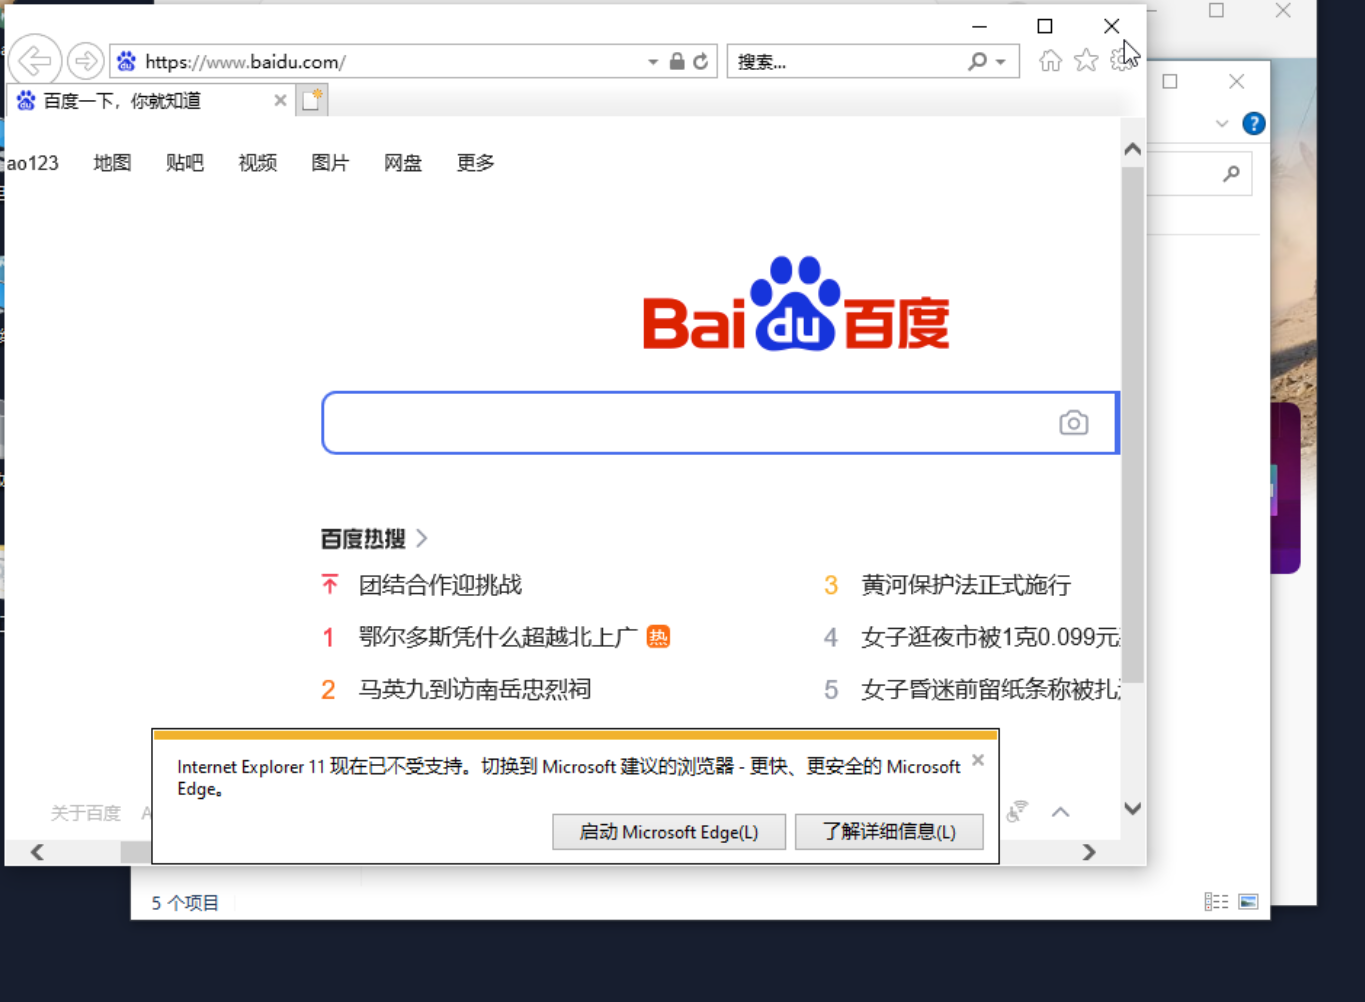 https://www.baidu.com/
搜索...
百度一下，你就知道
ao123 地图 贴吧 视频 图片 网盘 更多
Baidu百度
百度热搜
团结合作迎挑战
1 鄂尔多斯凭什么超越北上广 热
2 马英九到访南岳忠烈祠
3 黄河保护法正式施行
4 女子逛夜市被1克0.099元
5 女子昏迷前留纸条称被扎
Internet Explorer 11 现在已不受支持。切换到 Microsoft 建议的浏览器 - 更快、更安全的 Microsoft
Edge。
启动 Microsoft Edge(L) 了解详细信息(L)
关于百度 A
5 个项目